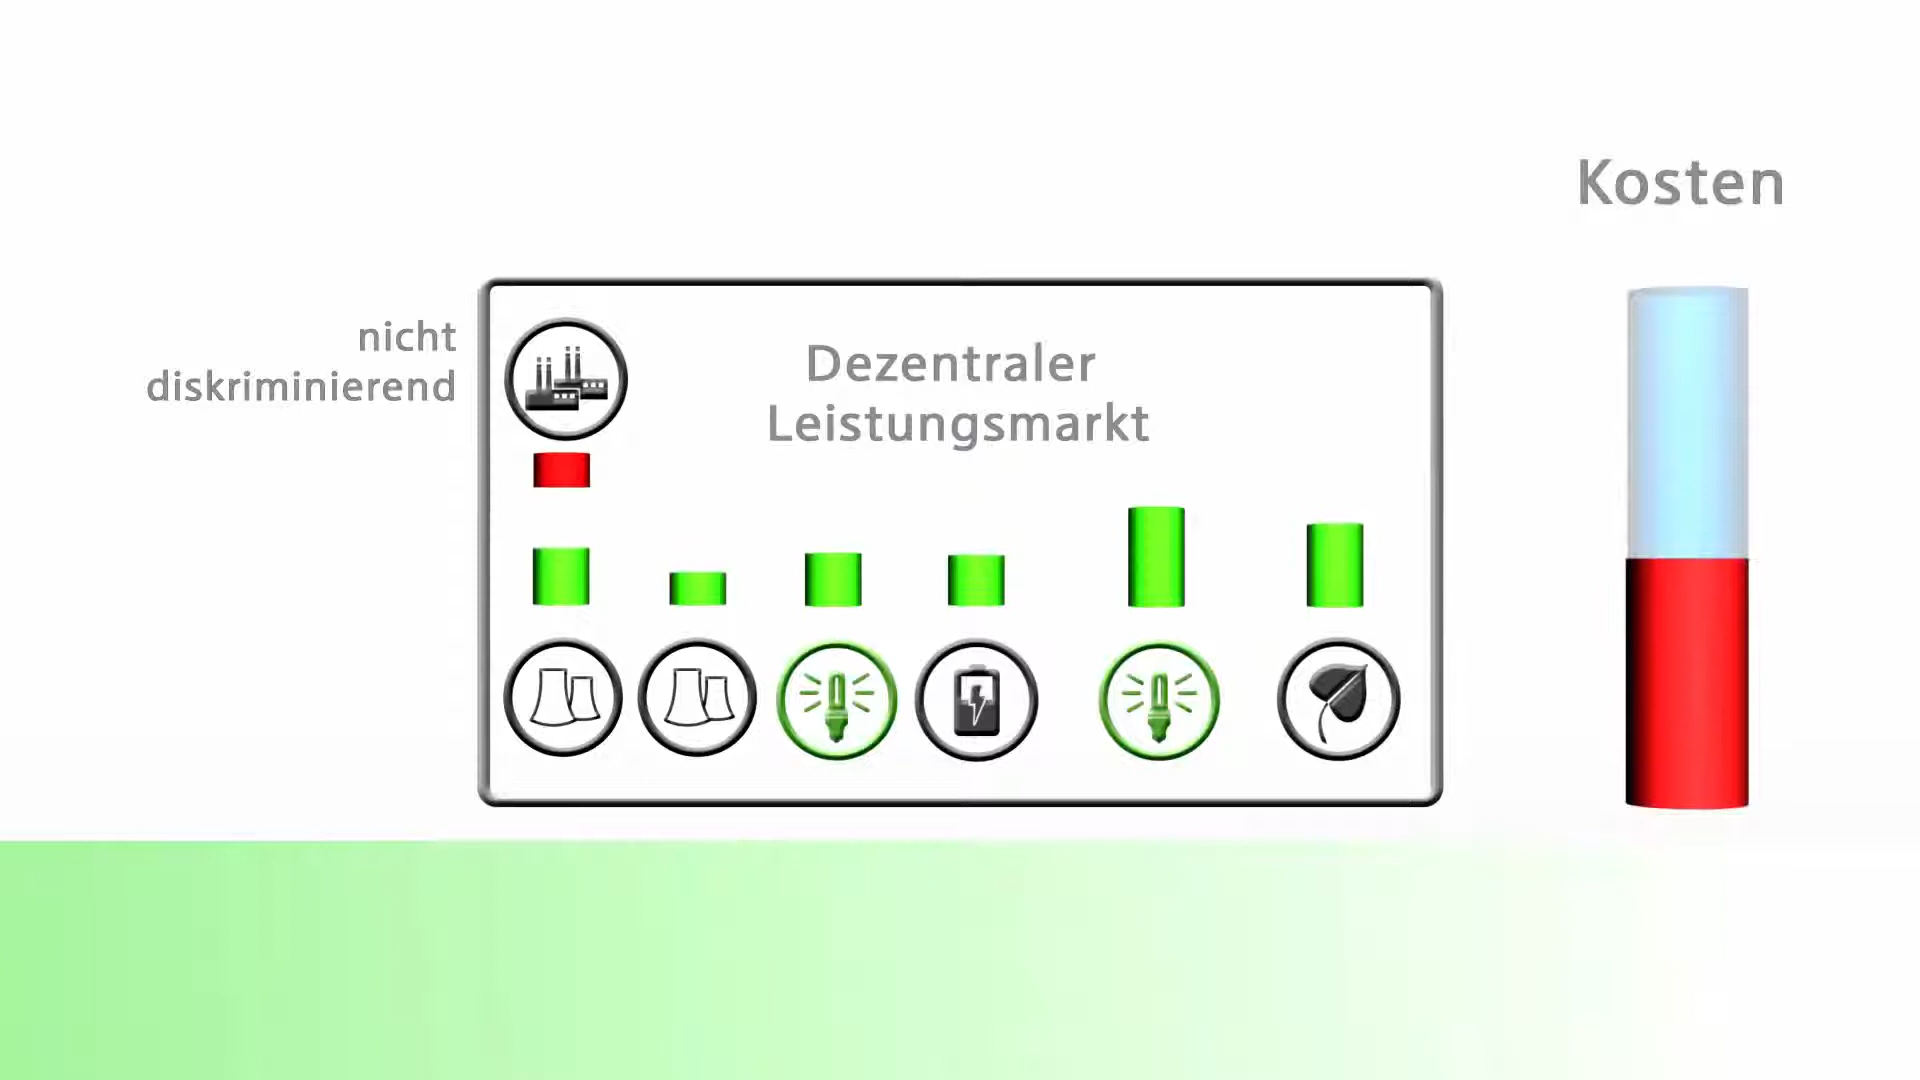 Kosten
nicht
diskriminierend
Dezentraler
Leistungsmarkt